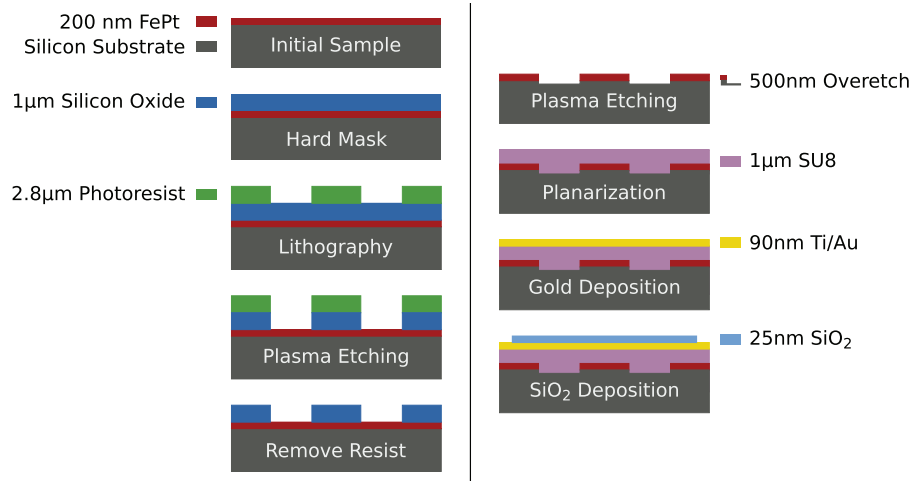 200 nm FePt
Silicon Substrate
Initial Sample
1μm Silicon Oxide
Hard Mask
2.8μm Photoresist
Lithography
Plasma Etching
Remove Resist
500nm Overetch
Plasma Etching
1μm SU8
Planarization
90nm Ti/Au
Gold Deposition
25nm SiO₂
SiO₂ Deposition